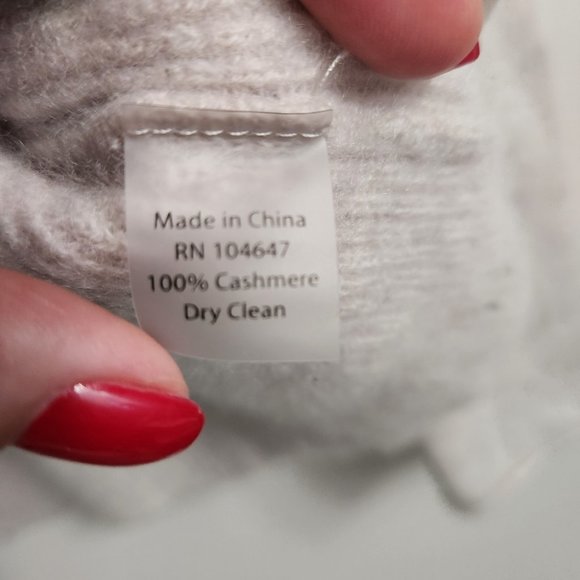 Made in China
RN 104647
100% Cashmere
Dry Clean